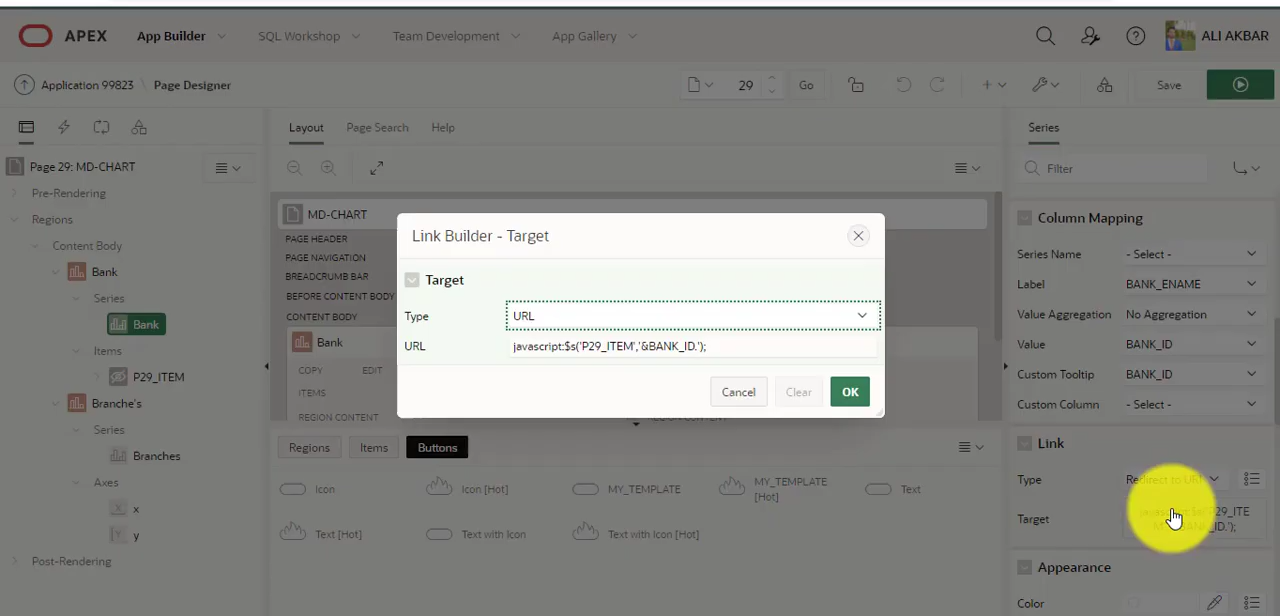 APEX App Builder SQL Workshop Team Development App Gallery ALI AKBAR
Application 99823 \ Page Designer 29 Go Save
Layout Page Search Help Series
Page 29: MD-CHART
Filter
Pre-Rendering
Regions
Content Body
Bank
Series
Bank
Items
P29_ITEM
Branche's
Series
Branches
Axes
x
y
Post-Rendering
MD-CHART
PAGE HEADER
PAGE NAVIGATION
BREADCRUMB BAR
BEFORE CONTENT BODY
CONTENT BODY
Bank
COPY EDIT
ITEMS
REGION CONTENT
Link Builder - Target
Target
Type URL
URL javascript:$s('P29_ITEM','&BANK_ID.');
Cancel Clear OK
Regions Items Buttons
Icon Icon [Hot] MY_TEMPLATE MY_TEMPLATE [Hot] Text
Text [Hot] Text with Icon Text with Icon [Hot]
Column Mapping
Series Name - Select -
Label BANK_ENAME
Value Aggregation No Aggregation
Value BANK_ID
Custom Tooltip BANK_ID
Custom Column - Select -
Link
Type Redirect to URL
Target
Appearance
Color